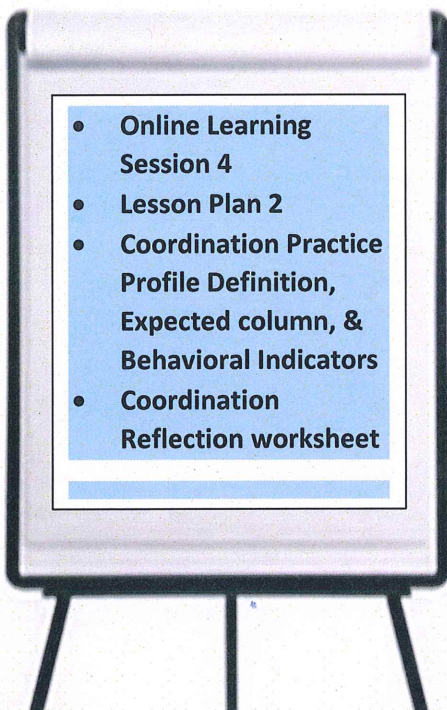 • Online Learning
Session 4
• Lesson Plan 2
• Coordination Practice
Profile Definition,
Expected column, &
Behavioral Indicators
• Coordination
Reflection worksheet